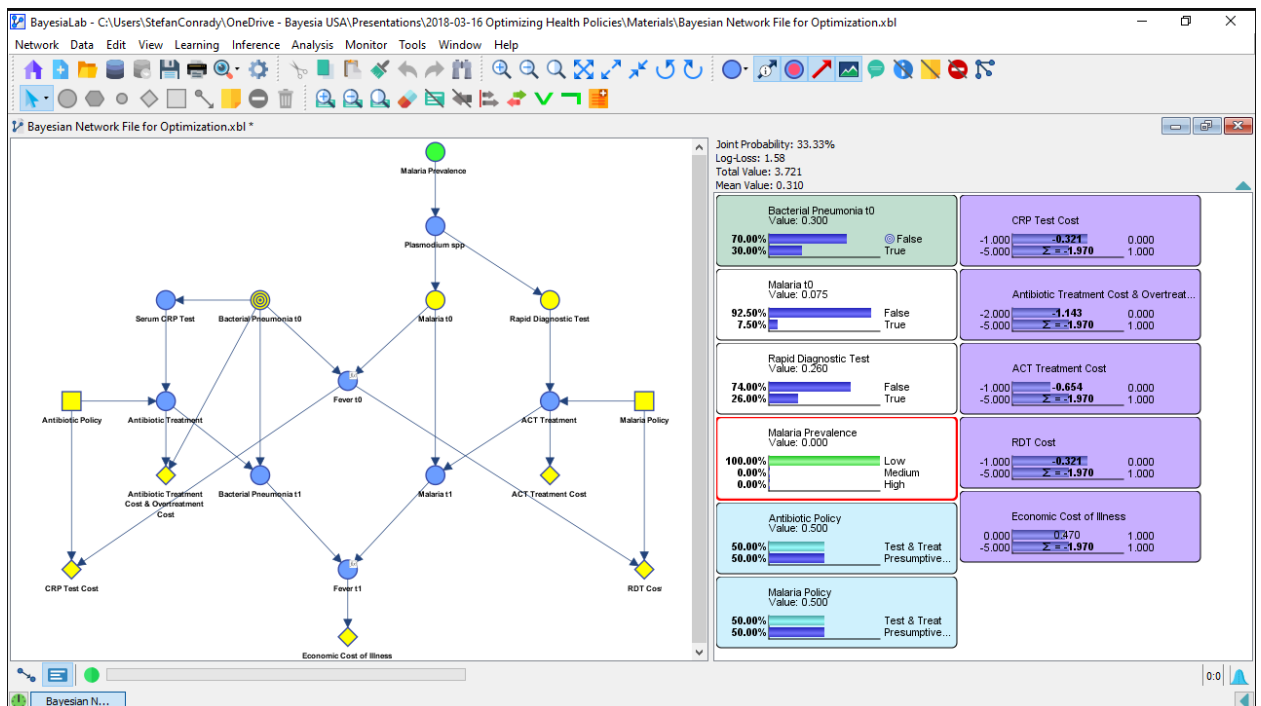 BayesiaLab - C:\Users\StefanConrady\OneDrive - Bayesia USA\Presentations\2018-03-16 Optimizing Health Policies\Materials\Bayesian Network File for Optimization.xbl
Network Data Edit View Learning Inference Analysis Monitor Tools Window Help
Bayesian Network File for Optimization.xbl *
Malaria Prevalence
Plasmodium spp
Serum CRP Test
Bacterial Pneumonia t0
Malaria t0
Rapid Diagnostic Test
Fever t0
Antibiotic Policy
Antibiotic Treatment
ACT Treatment
Malaria Policy
Antibiotic Treatment
Cost & Overtreatment
Cost
Bacterial Pneumonia t1
Malaria t1
ACT Treatment Cost
CRP Test Cost
Fever t1
RDT Cos
Economic Cost of Illness
Joint Probability: 33.33%
Log-Loss: 1.58
Total Value: 3.721
Mean Value: 0.310
Bacterial Pneumonia t0
Value: 0.300
70.00% False
30.00% True
Malaria t0
Value: 0.075
92.50% False
7.50% True
Rapid Diagnostic Test
Value: 0.260
74.00% False
26.00% True
Malaria Prevalence
Value: 0.000
100.00% Low
0.00% Medium
0.00% High
Antibiotic Policy
Value: 0.500
50.00% Test & Treat
50.00% Presumptive...
Malaria Policy
Value: 0.500
50.00% Test & Treat
50.00% Presumptive...
CRP Test Cost
-1.000 -0.321 0.000
-5.000 Σ = -1.970 1.000
Antibiotic Treatment Cost & Overtreat...
-2.000 -1.143 0.000
-5.000 Σ = -1.970 1.000
ACT Treatment Cost
-1.000 -0.654 0.000
-5.000 Σ = -1.970 1.000
RDT Cost
-1.000 -0.321 0.000
-5.000 Σ = -1.970 1.000
Economic Cost of Illness
0.000 0.470 1.000
-5.000 Σ = -1.970 1.000
0:0
Bayesian N...